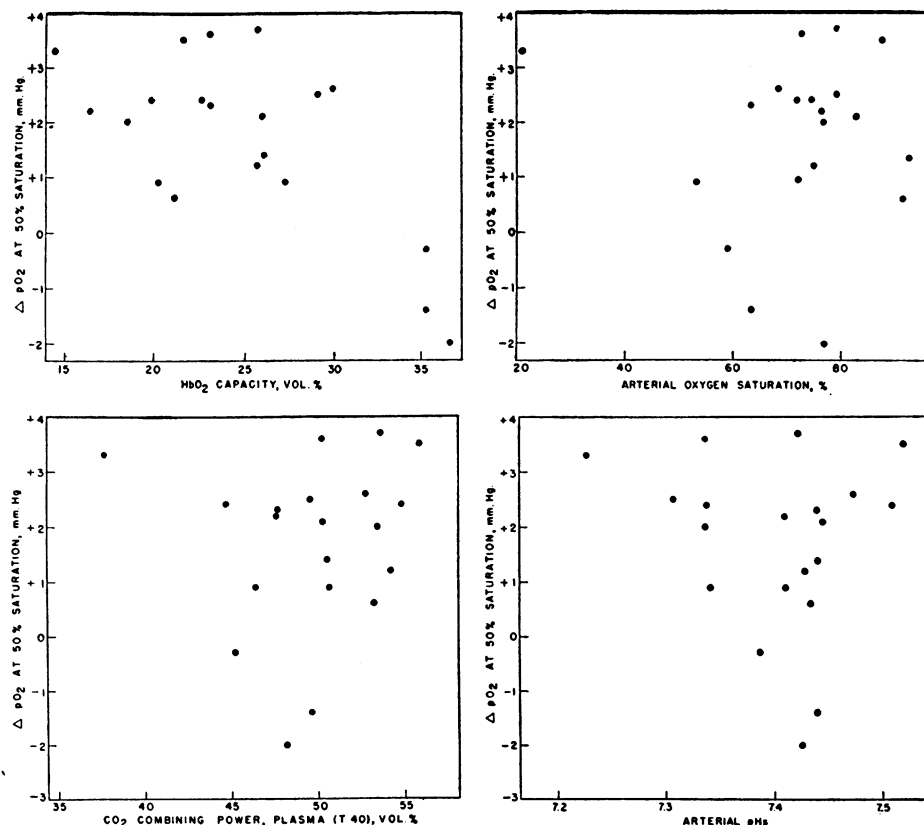 +4
+3
+2
+1
0
-1
-2
Δ pO2 AT 50% SATURATION, mm. Hg.
15 20 25 30 35
HbO2 CAPACITY, VOL. %
+4
+3
+2
+1
0
-1
-2
Δ pO2 AT 50% SATURATION, mm. Hg.
20 40 60 80
ARTERIAL OXYGEN SATURATION, %
+4
+3
+2
+1
0
-1
-2
-3
Δ pO2 AT 50% SATURATION, mm. Hg.
35 40 45 50 55
CO2 COMBINING POWER, PLASMA (T 40), VOL. %
+4
+3
+2
+1
0
-1
-2
-3
Δ pO2 AT 50% SATURATION, mm. Hg.
7.2 7.3 7.4 7.5
ARTERIAL pHs